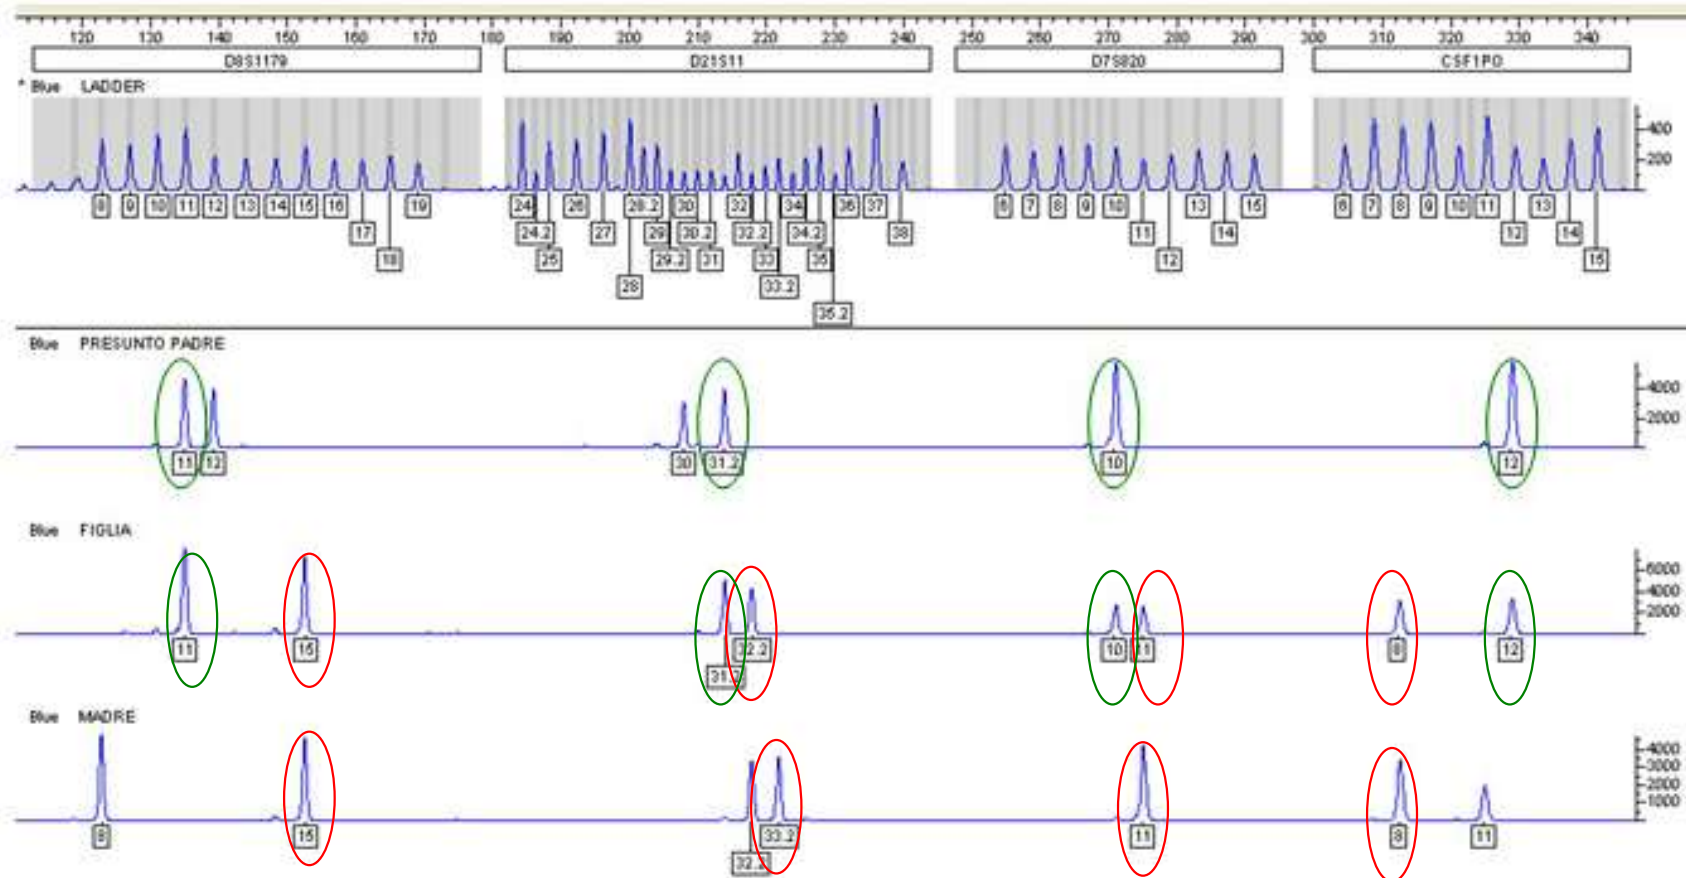 120 130 140 150 160 170 180 190 200 210 220 230 240 250 260 270 280 290 300 310 320 330 340
D8S1179 D21S11 D7S820 CSF1PO
* Blue LADDER
400
200
8 9 10 11 12 13 14 15 16 19 24 26 28.2 30 32 34 36 37 6 7 8 9 10 13 15 6 7 8 9 10 11 13
17 24.2 27 29 30.2 32.2 34.2 38 11 14 12 14
18 25 29.2 31 33 35 12 15
28 33.2
35.2
Blue PRESUNTO PADRE
4000
2000
11 12 30 31.2 10 12
Blue FIGLIA
6000
4000
2000
11 15 32.2 10 11 8 12
31.2
Blue MADRE
4000
3000
2000
1000
8 15 33.2 11 8 11
32.2